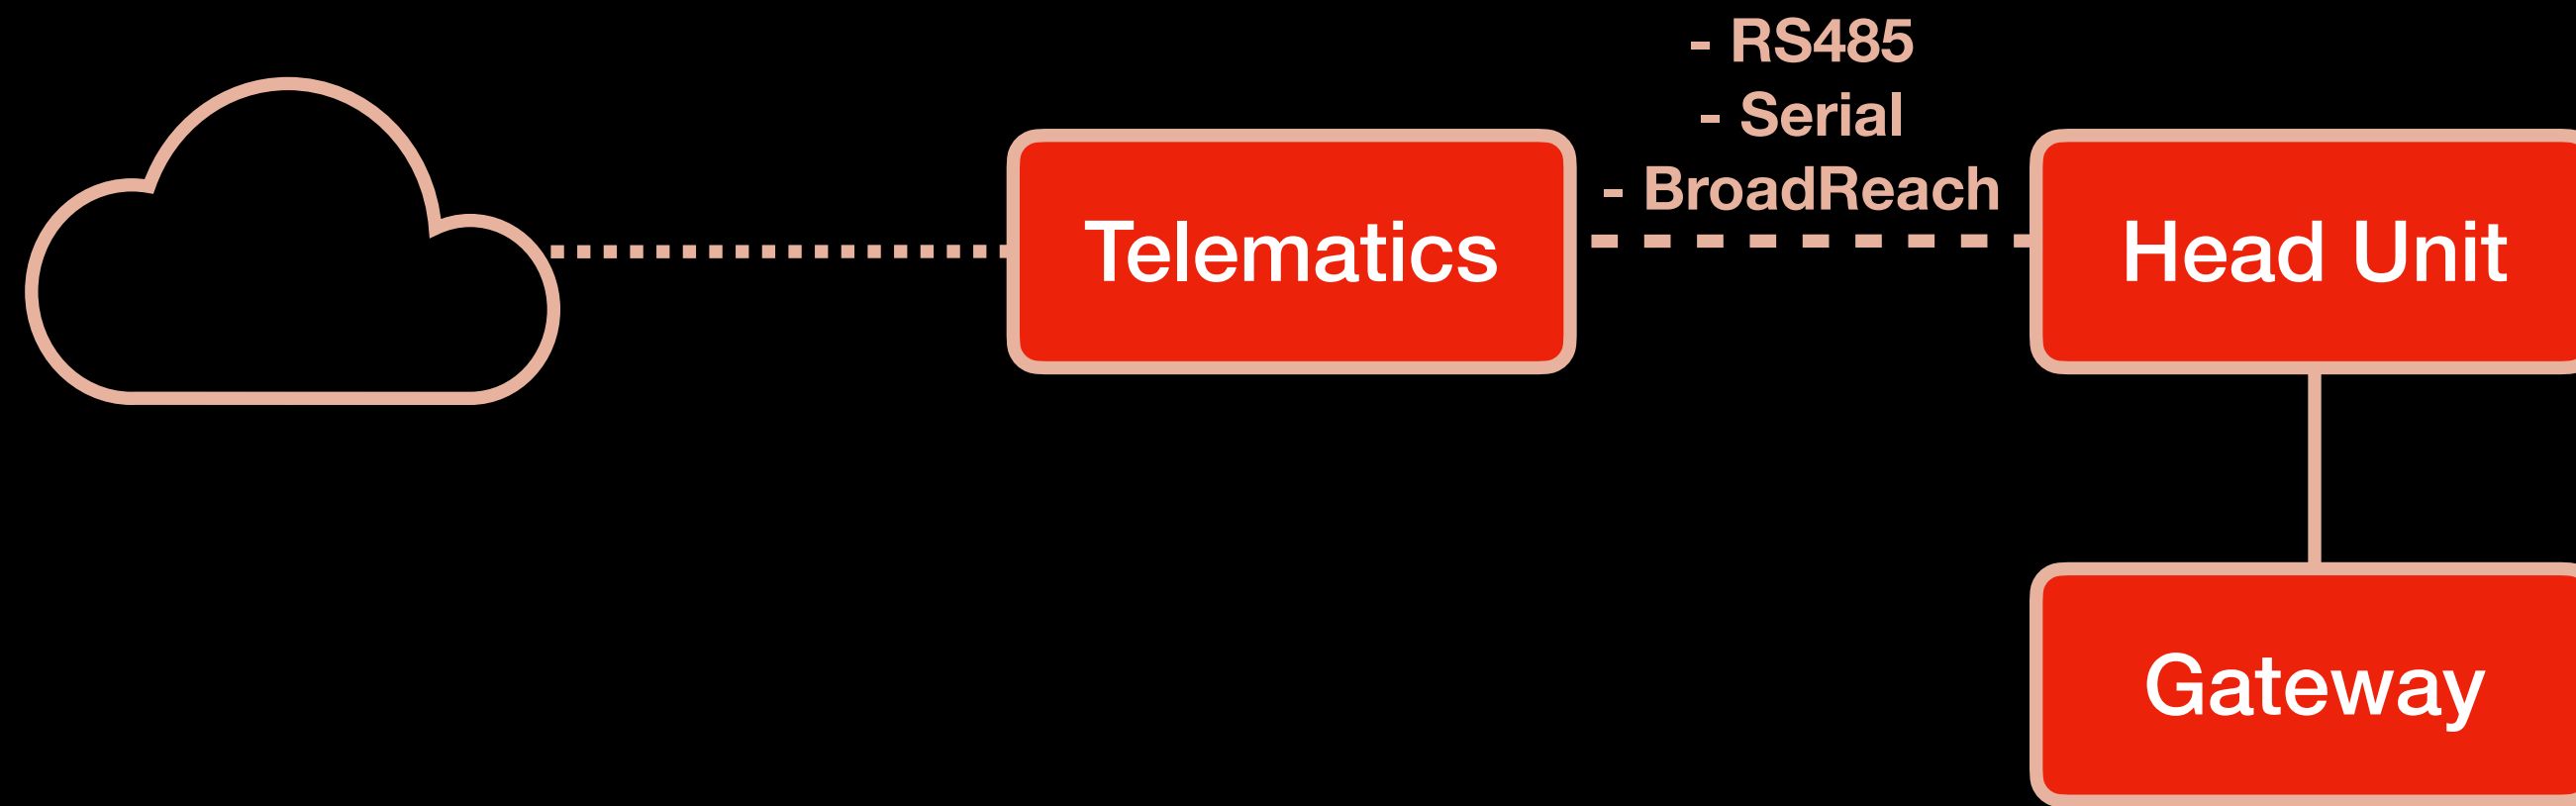 - RS485
- Serial
- BroadReach
Telematics
Head Unit
Gateway